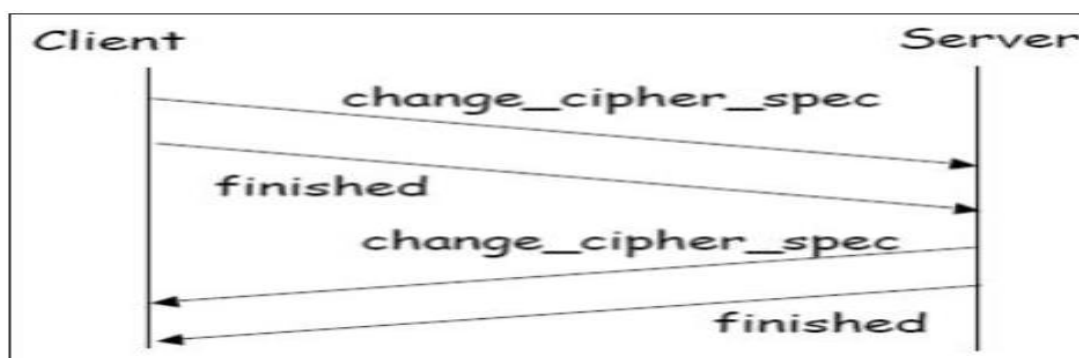 Client Server
change_cipher_spec
finished
change_cipher_spec
finished